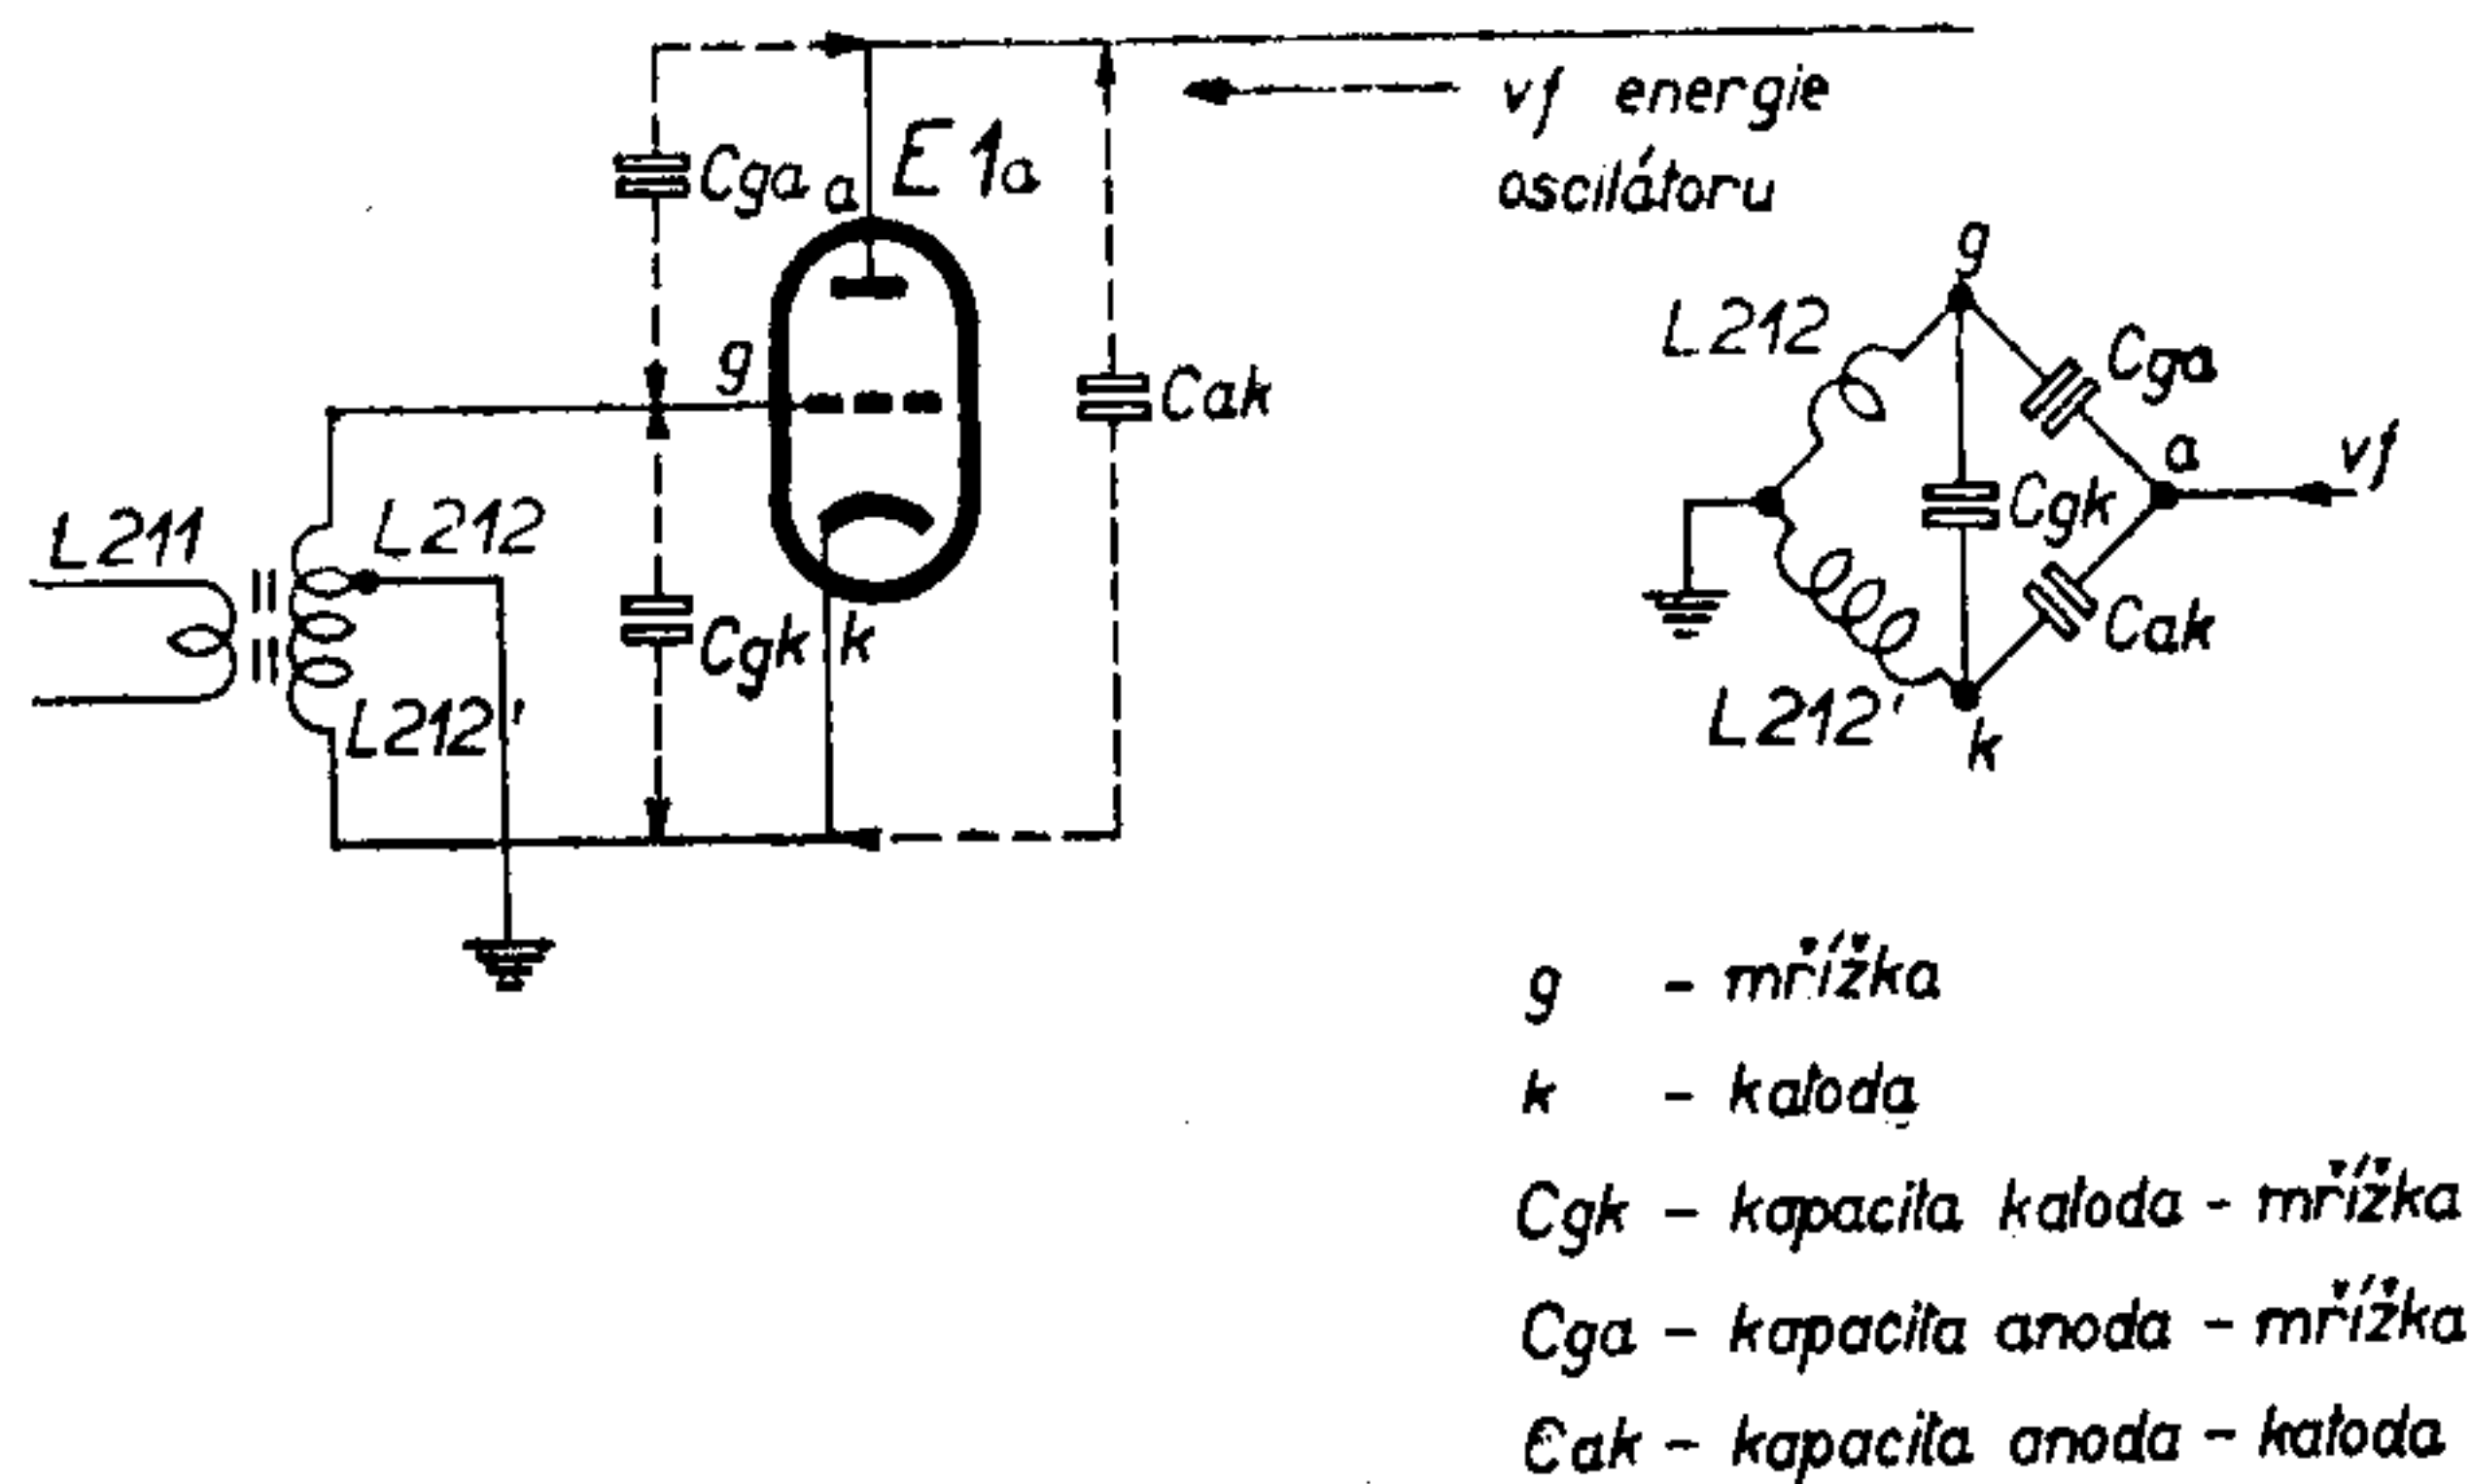 vf energie
oscilátoru
Cga
a
E1a
g
Cak
L211
L212
L212'
Cgk
k
g
L212
Cga
a
vf
Cgk
Cak
L212'
k
g - mřížka
k - katoda
Cgk - kapacita katoda - mřížka
Cga - kapacita anoda - mřížka
Cak - kapacita anoda - katoda